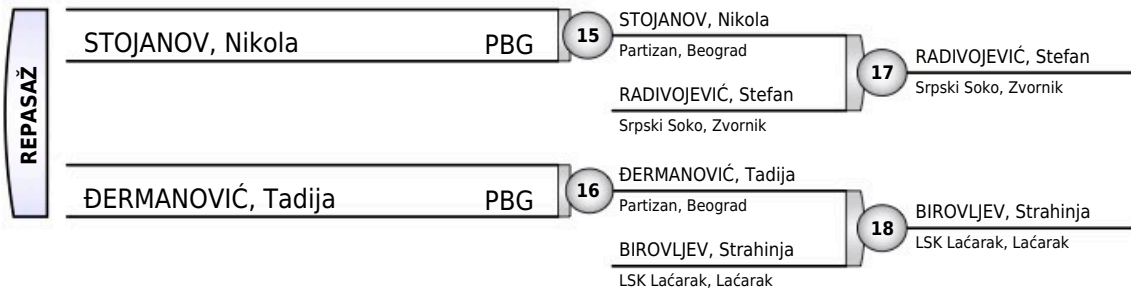 REPASAŽ
STOJANOV, Nikola PBG
15
STOJANOV, Nikola
Partizan, Beograd
RADIVOJEVIĆ, Stefan
Srpski Soko, Zvornik
17
RADIVOJEVIĆ, Stefan
Srpski Soko, Zvornik
ĐERMANOVIĆ, Tadija PBG
16
ĐERMANOVIĆ, Tadija
Partizan, Beograd
BIROVLJEV, Strahinja
LSK Laćarak, Laćarak
18
BIROVLJEV, Strahinja
LSK Laćarak, Laćarak